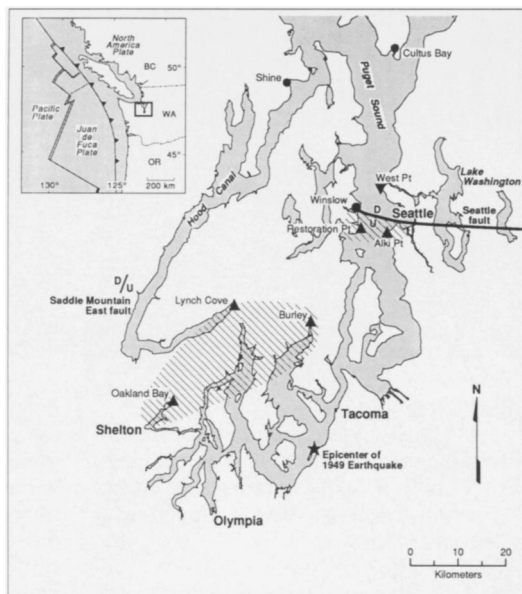 North
America
Plate
BC
50°
WA
Pacific
Plate
Juan
de
Fuca
Plate
OR
45°
130°
125°
200 km
Cultus Bay
Shine
Puget
Sound
Hood Canal
West Pt
Lake
Washington
Winslow
D
U
Seattle
Seattle
fault
Restoration Pt
Alki Pt
D/U
Saddle Mountain
East fault
Lynch Cove
Burley
Oakland Bay
Shelton
Tacoma
N
Epicenter of
1949 Earthquake
Olympia
0 10 20
Kilometers